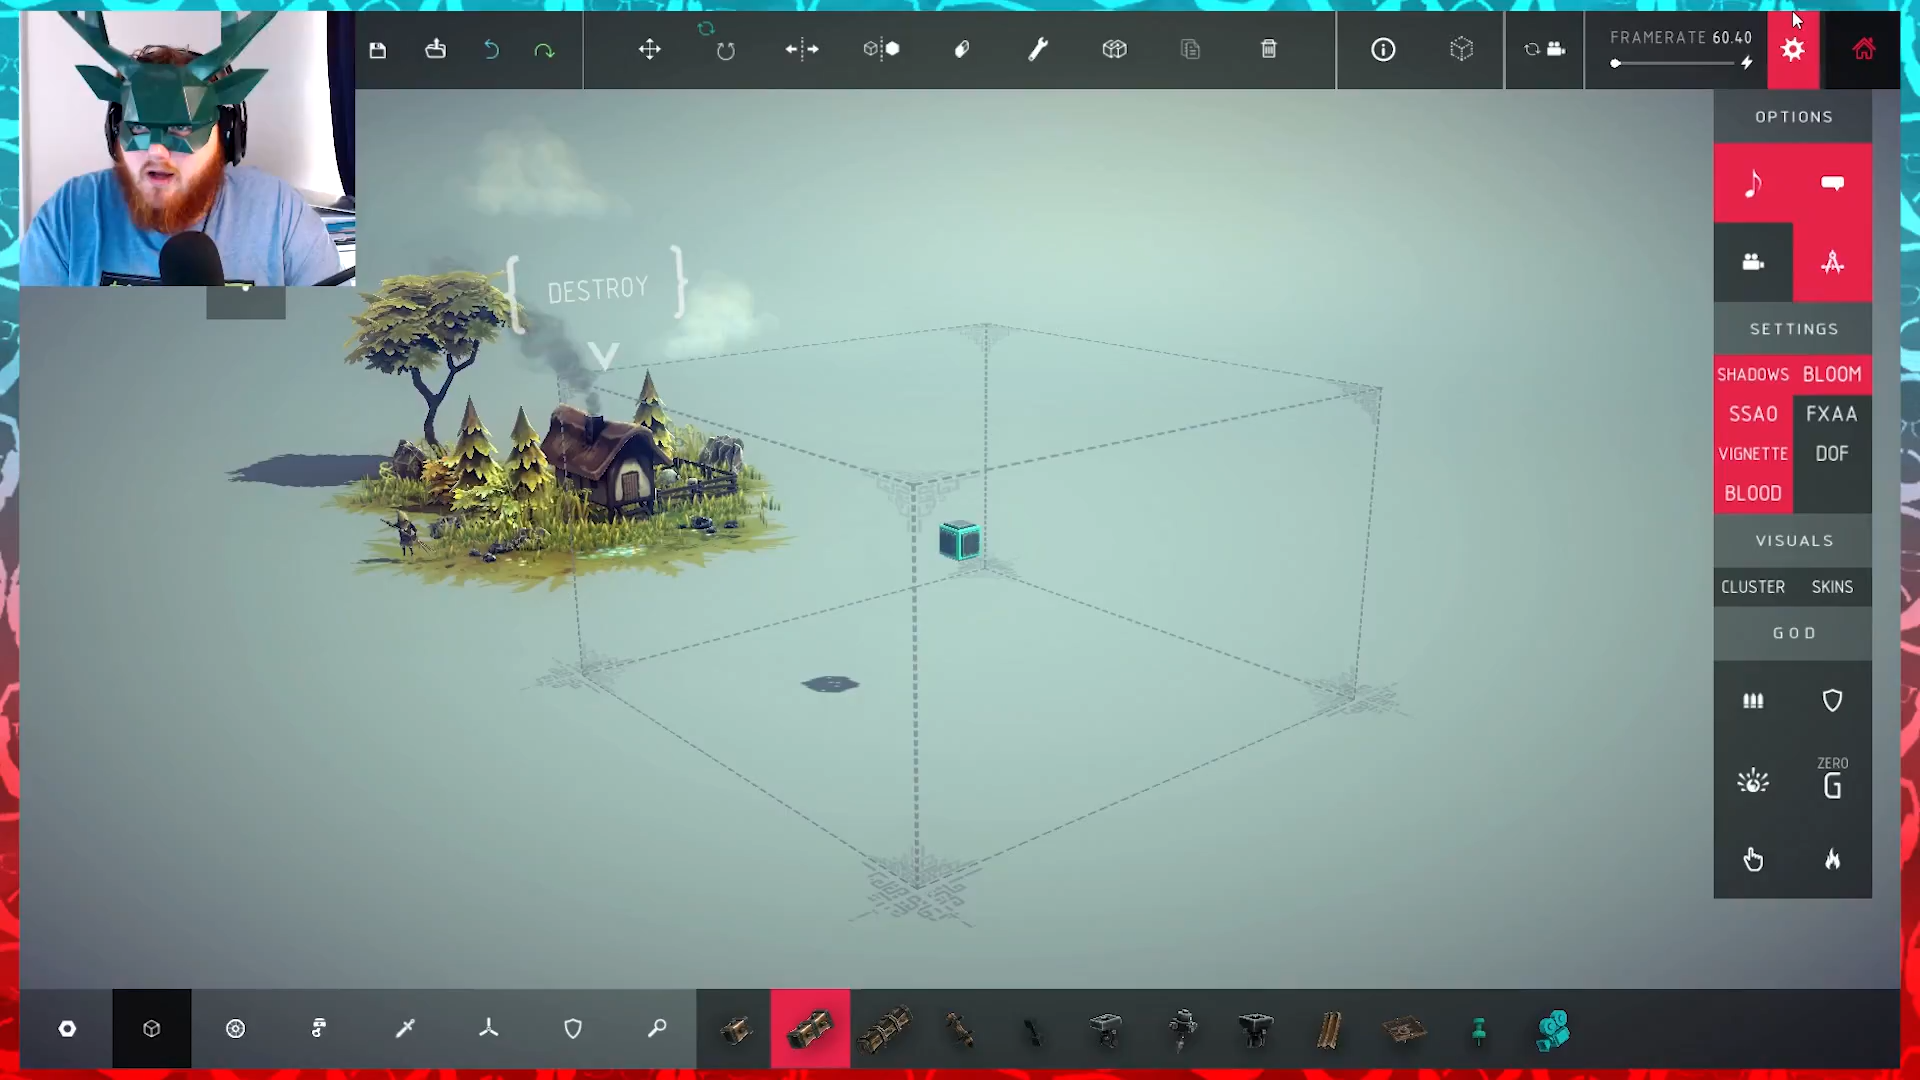 FRAMERATE 60.40
OPTIONS
DESTROY
SETTINGS
SHADOWS BLOOM
SSAO FXAA
VIGNETTE DOF
BLOOD
VISUALS
CLUSTER SKINS
GOD
ZERO
G